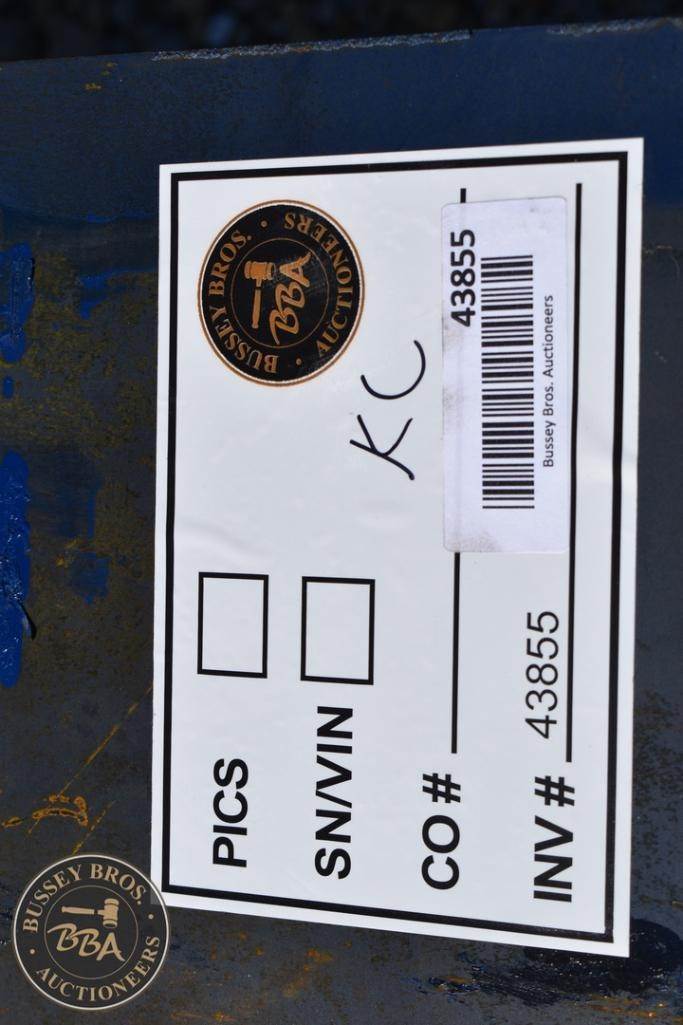 PICS
BUSSEY BROS. · AUCTIONEERS ·
BBA
SN/VIN
KC
CO #
43855
Bussey Bros. Auctioneers
INV # 43855
BUSSEY BROS. · AUCTIONEERS ·
BBA